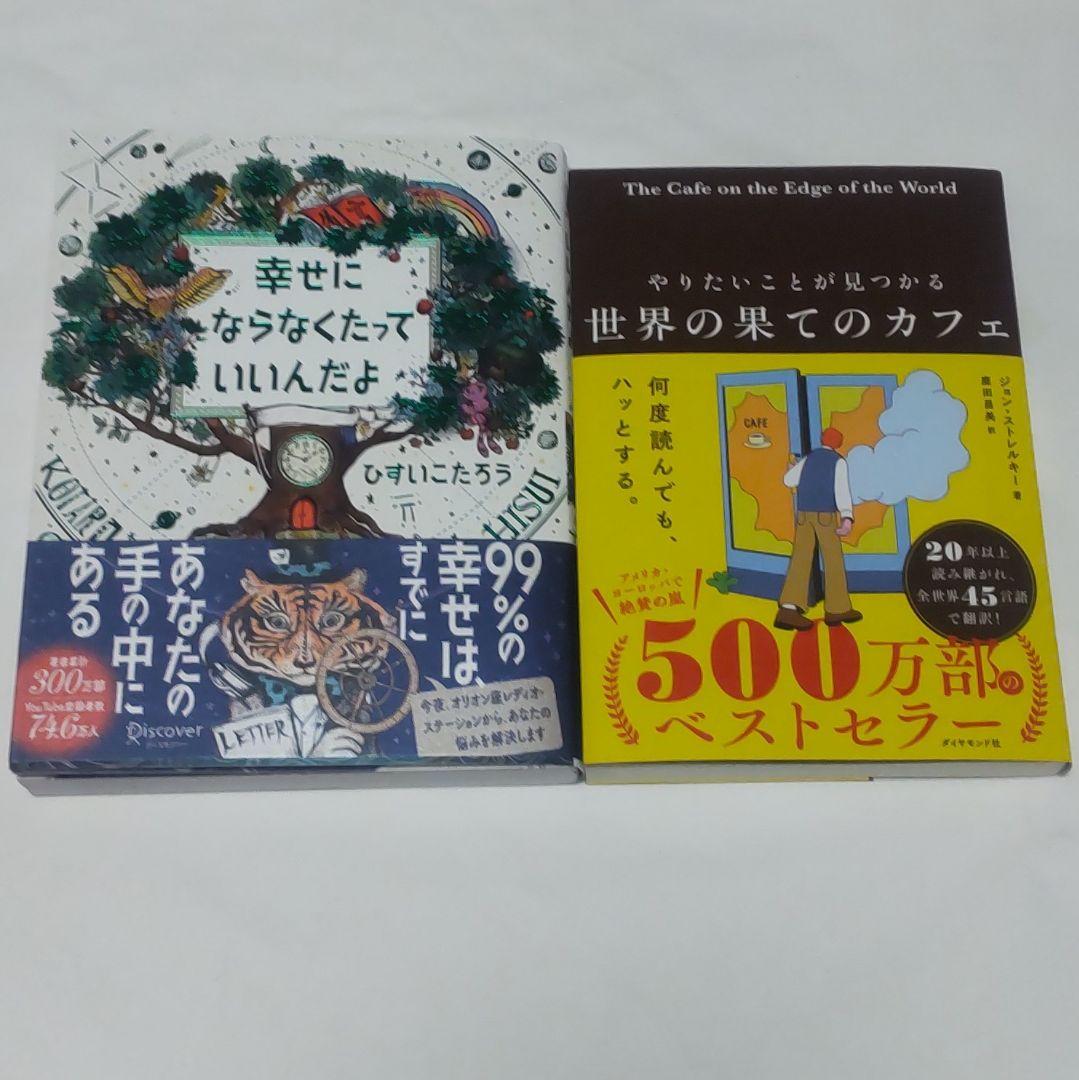 幸せに
ならなくたって
いいんだよ
ひすいこたろう
99%の
幸せは、
すでに
あなたの
手の中に
ある
著者累計
300万部
YouTube登録者数
7.46万人
Discover
LETTER
今夜、オリオン座レディオ・
ステーションから、あなたの
悩みを解決します
The Cafe on the Edge of the World
やりたいことが見つかる
世界の果てのカフェ
何度読んでも、
ハッとする。
CAFE
ジョン・ストレルキー 著
鹿田昌美 訳
20年以上
読み継がれ、
全世界45言語
で翻訳!
アメリカ・
ヨーロッパで
絶賛の嵐
500万部の
ベストセラー
ダイヤモンド社